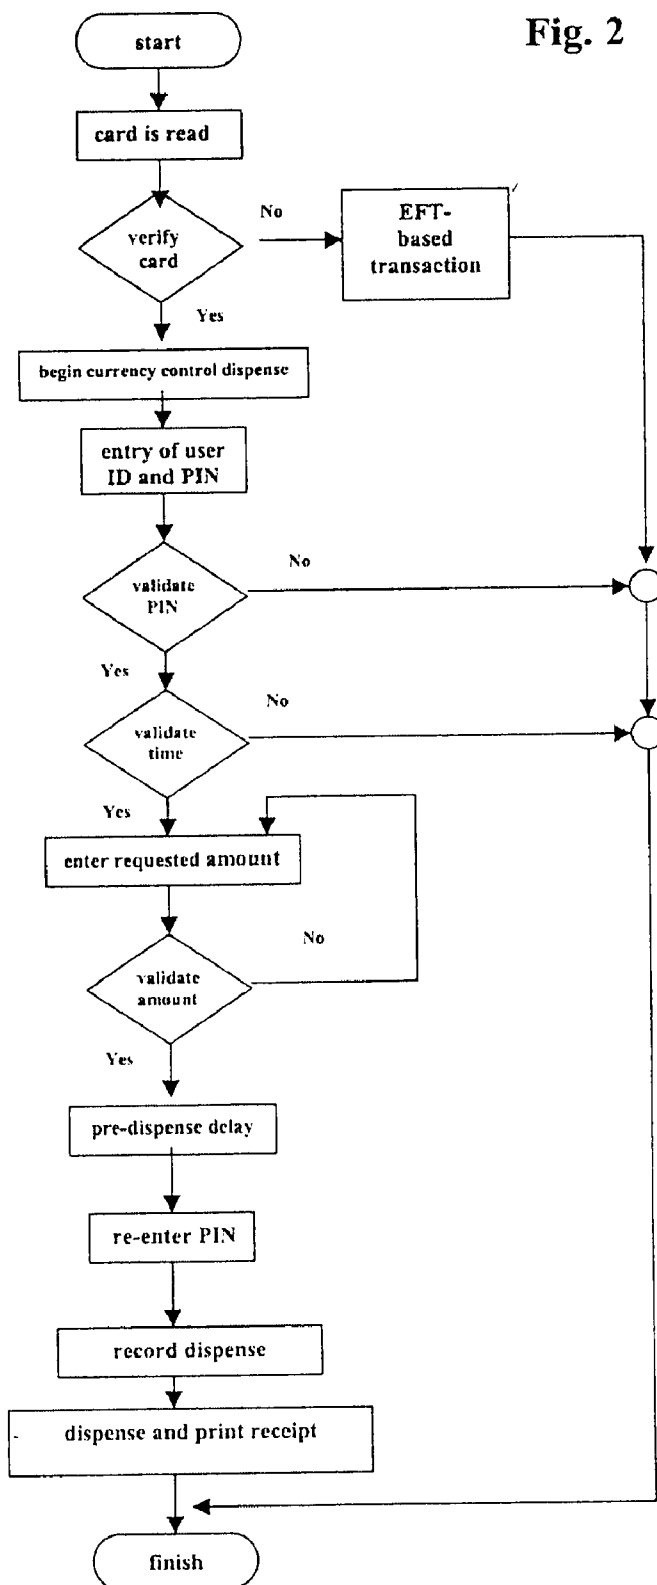 Fig. 2
start
card is read
verify
card
No
EFT-
based
transaction
Yes
begin currency control dispense
entry of user
ID and PIN
validate
PIN
No
Yes
validate
time
No
Yes
enter requested amount
validate
amount
No
Yes
pre-dispense delay
re-enter PIN
record dispense
dispense and print receipt
finish